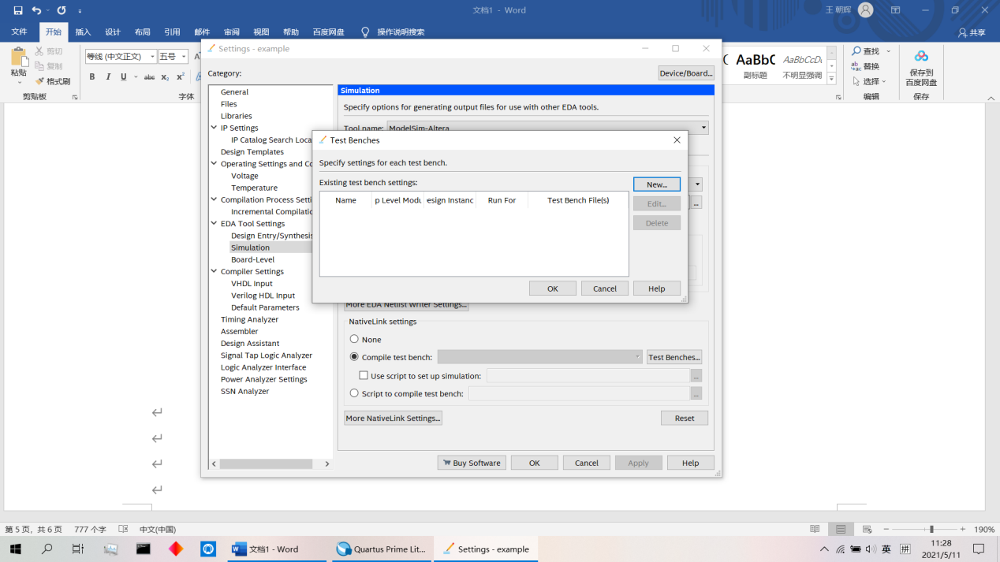 文档1 - Word
王 朝辉
文件
开始
插入
设计
布局
引用
邮件
审阅
视图
帮助
百度网盘
操作说明搜索
共享
粘贴
剪切
复制
格式刷
剪贴板
等线 (中文正文)
五号
B I U abc x₂ x²
字体
AaBbC
副标题
AaBbCcDi
不明显强调
查找
替换
选择
编辑
保存到
百度网盘
保存
Settings - example
Category:
Device/Board...
General
Files
Libraries
IP Settings
IP Catalog Search Loca
Design Templates
Operating Settings and Co
Voltage
Temperature
Compilation Process Setti
Incremental Compilatio
EDA Tool Settings
Design Entry/Synthesis
Simulation
Board-Level
Compiler Settings
VHDL Input
Verilog HDL Input
Default Parameters
Timing Analyzer
Assembler
Design Assistant
Signal Tap Logic Analyzer
Logic Analyzer Interface
Power Analyzer Settings
SSN Analyzer
Simulation
Specify options for generating output files for use with other EDA tools.
Tool name: ModelSim-Altera
Test Benches
Specify settings for each test bench.
Existing test bench settings:
Name p Level Modu esign Instanc Run For Test Bench File(s)
New...
Edit...
Delete
OK Cancel Help
More EDA Netlist Writer Settings...
NativeLink settings
None
Compile test bench: Test Benches...
Use script to set up simulation: ...
Script to compile test bench: ...
More NativeLink Settings... Reset
Buy Software OK Cancel Apply Help
第 5 页，共 6 页 777 个字 中文(中国) 190%
文档1 - Word
Quartus Prime Lit...
Settings - example
英
拼
11:28
2021/5/11